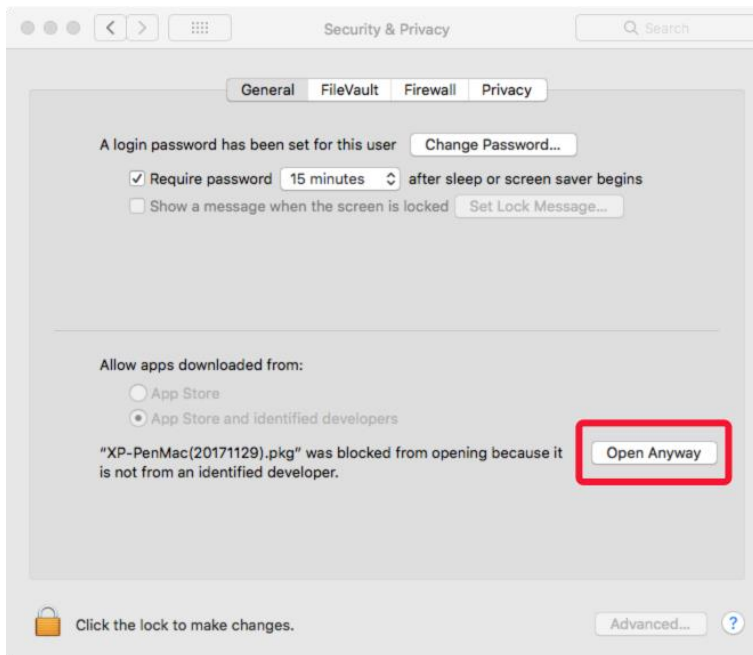 Security & Privacy
Search
General FileVault Firewall Privacy
A login password has been set for this user Change Password...
Require password 15 minutes after sleep or screen saver begins
Show a message when the screen is locked Set Lock Message...
Allow apps downloaded from:
App Store
App Store and identified developers
“XP-PenMac(20171129).pkg” was blocked from opening because it Open Anyway
is not from an identified developer.
Click the lock to make changes.
Advanced... ?